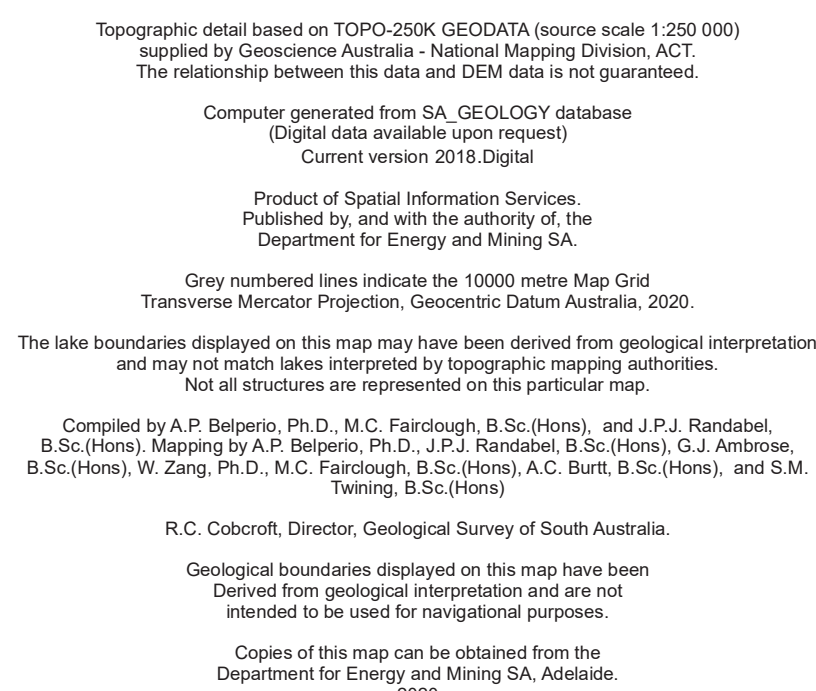 Topographic detail based on TOPO-250K GEODATA (source scale 1:250 000)
supplied by Geoscience Australia - National Mapping Division, ACT.
The relationship between this data and DEM data is not guaranteed.
Computer generated from SA_GEOLOGY database
(Digital data available upon request)
Current version 2018.Digital
Product of Spatial Information Services.
Published by, and with the authority of, the
Department for Energy and Mining SA.
Grey numbered lines indicate the 10000 metre Map Grid
Transverse Mercator Projection, Geocentric Datum Australia, 2020.
The lake boundaries displayed on this map may have been derived from geological interpretation
and may not match lakes interpreted by topographic mapping authorities.
Not all structures are represented on this particular map.
Compiled by A.P. Belperio, Ph.D., M.C. Fairclough, B.Sc.(Hons),  and J.P.J. Randabel,
B.Sc.(Hons). Mapping by A.P. Belperio, Ph.D., J.P.J. Randabel, B.Sc.(Hons), G.J. Ambrose,
B.Sc.(Hons), W. Zang, Ph.D., M.C. Fairclough, B.Sc.(Hons), A.C. Burtt, B.Sc.(Hons),  and S.M.
Twining, B.Sc.(Hons)
R.C. Cobcroft, Director, Geological Survey of South Australia.
Geological boundaries displayed on this map have been
Derived from geological interpretation and are not
intended to be used for navigational purposes.
Copies of this map can be obtained from the
Department for Energy and Mining SA, Adelaide.